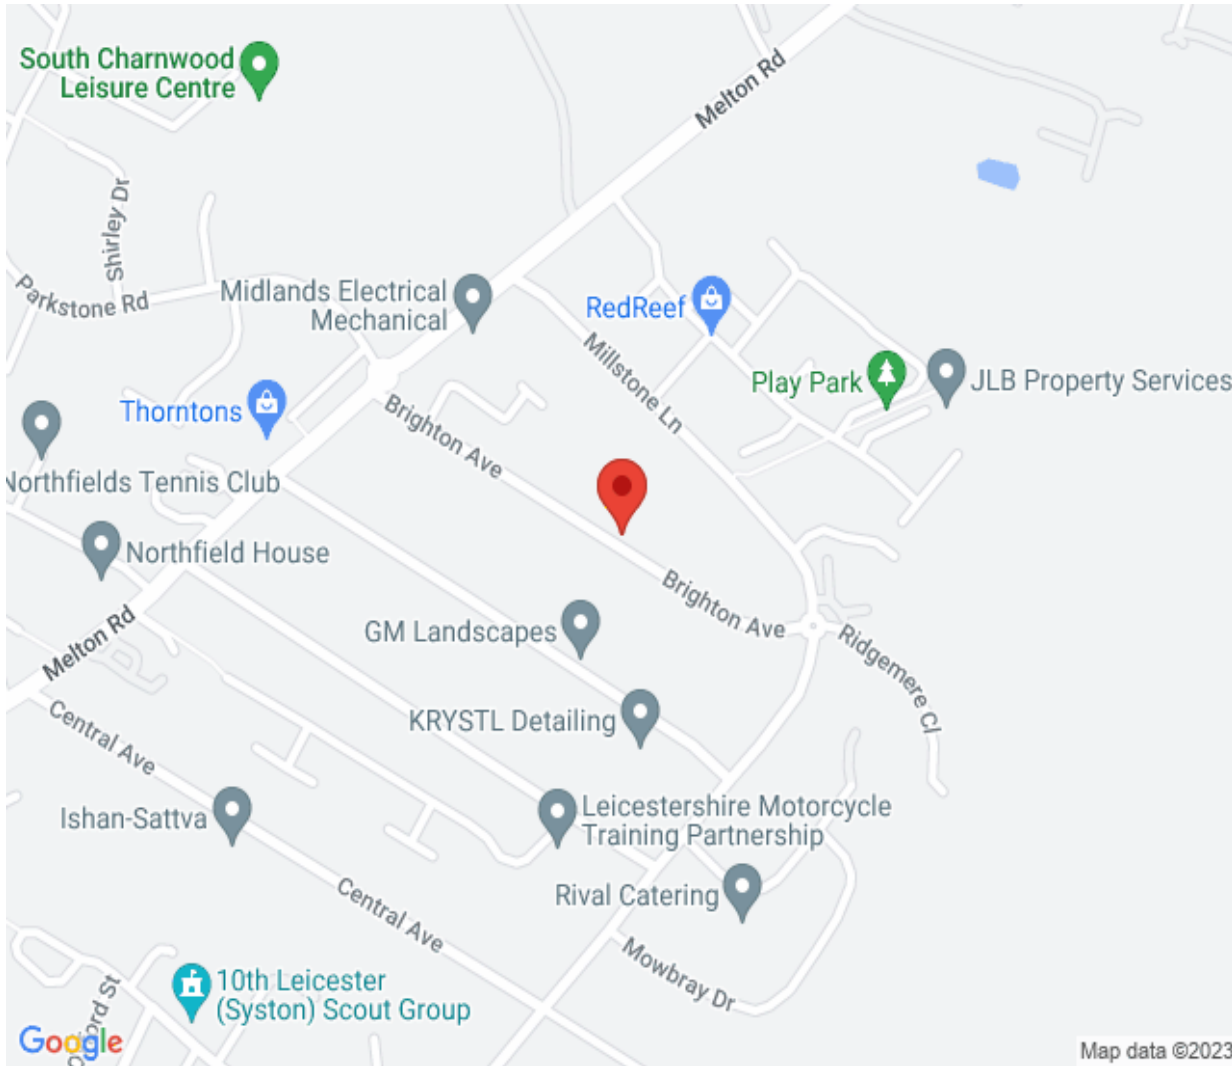 South Charnwood
Leisure Centre
Melton Rd
Shirley Dr
Parkstone Rd
Midlands Electrical
Mechanical
RedReef
Millstone Ln
Play Park
JLB Property Services
Thorntons
Brighton Ave
Northfields Tennis Club
Northfield House
Brighton Ave
GM Landscapes
Ridgemere Cl
Melton Rd
KRYSTL Detailing
Central Ave
Ishan-Sattva
Leicestershire Motorcycle
Training Partnership
Rival Catering
Central Ave
Mowbray Dr
10th Leicester
(Syston) Scout Group
ford St
Google
Map data ©2023